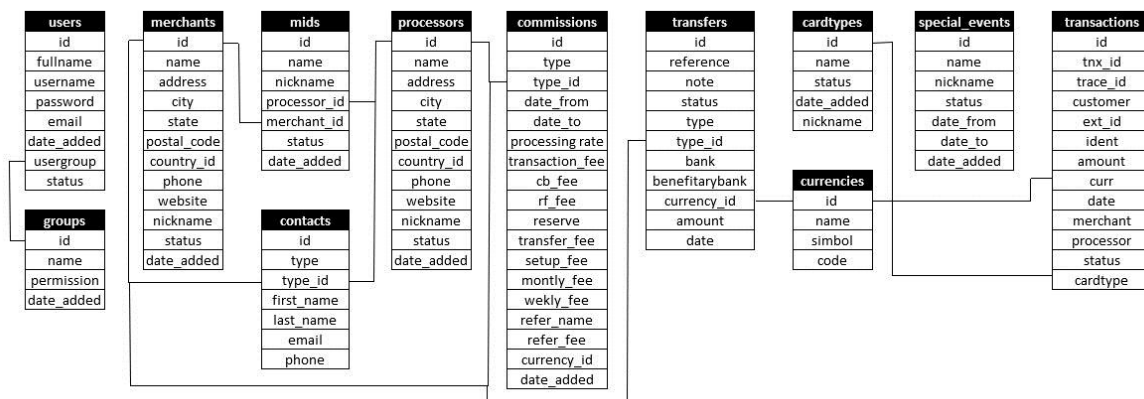 users
id
fullname
username
password
email
date_added
usergroup
status
groups
id
name
permission
date_added
merchants
id
name
address
city
state
postal_code
country_id
phone
website
nickname
status
date_added
mids
id
name
nickname
processor_id
merchant_id
status
date_added
contacts
id
type
type_id
first_name
last_name
email
phone
processors
id
name
address
city
state
postal_code
country_id
phone
website
nickname
status
date_added
commissions
id
type
type_id
date_from
date_to
processing rate
transaction_fee
cb_fee
rf_fee
reserve
transfer_fee
setup_fee
montly_fee
wekly_fee
refer_name
refer_fee
currency_id
date_added
transfers
id
reference
note
status
type
type_id
bank
benefitarybank
currency_id
amount
date
cardtypes
id
name
status
date_added
nickname
currencies
id
name
simbol
code
special_events
id
name
nickname
status
date_from
date_to
date_added
transactions
id
tnx_id
trace_id
customer
ext_id
ident
amount
curr
date
merchant
processor
status
cardtype